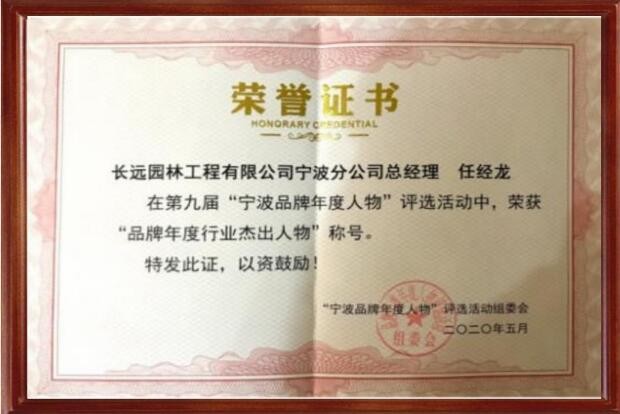 荣誉证书
HONORARY CREDENTIAL
长远园林工程有限公司宁波分公司总经理 任经龙
在第九届“宁波品牌年度人物”评选活动中，荣获
“品牌年度行业杰出人物”称号。
特发此证，以资鼓励！
“宁波品牌年度人物”评选活动组委会
二〇二〇年五月
组委会